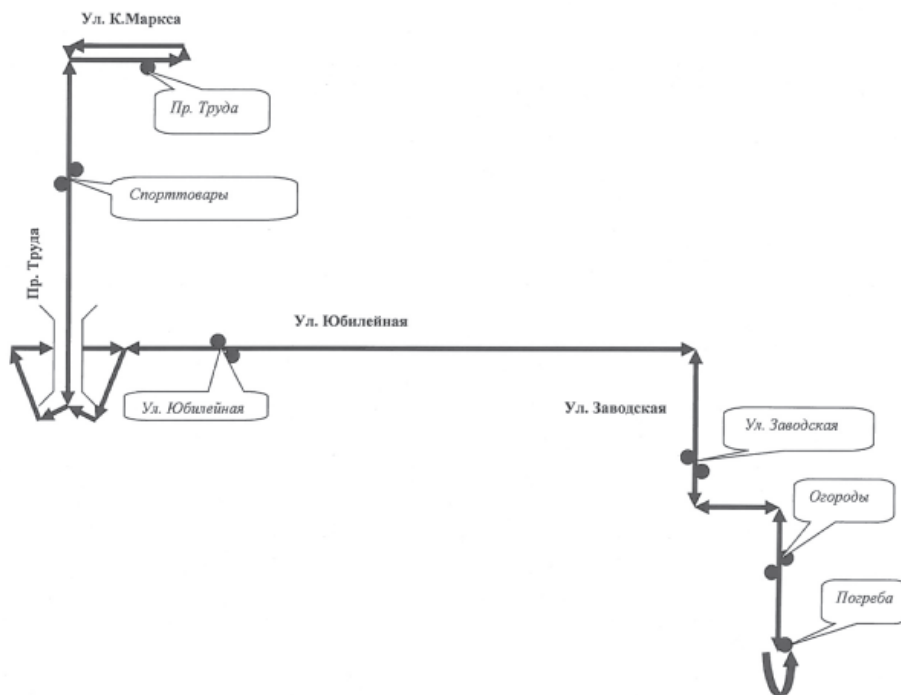 Ул. К.Маркса
Пр. Труда
Спорттовары
Пр. Труда
Ул. Юбилейная
Ул. Юбилейная
Ул. Заводская
Ул. Заводская
Огороды
Погреба